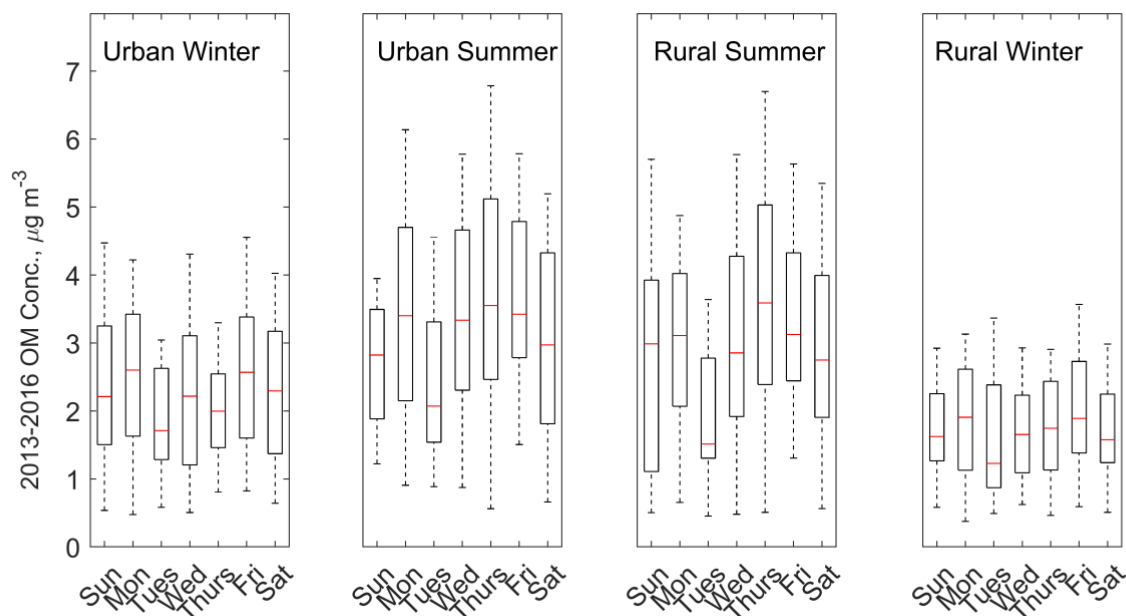 Urban Winter
Urban Summer
Rural Summer
Rural Winter
2013-2016 OM Conc., μg m⁻³
7
6
5
4
3
2
1
0
Sun Mon Tues Wed Thurs Fri Sat
Sun Mon Tues Wed Thurs Fri Sat
Sun Mon Tues Wed Thurs Fri Sat
Sun Mon Tues Wed Thurs Fri Sat